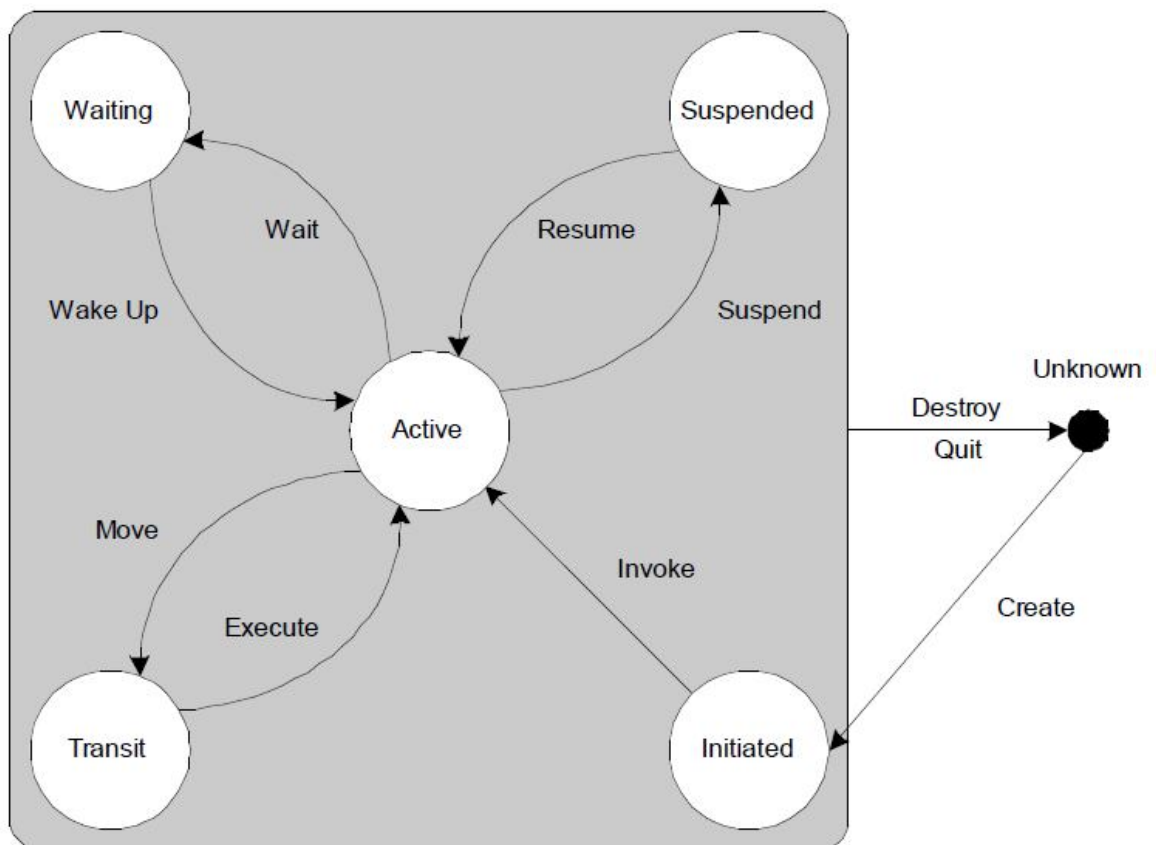 Waiting
Suspended
Wait
Resume
Wake Up
Suspend
Unknown
Destroy
Quit
Active
Move
Invoke
Create
Execute
Transit
Initiated